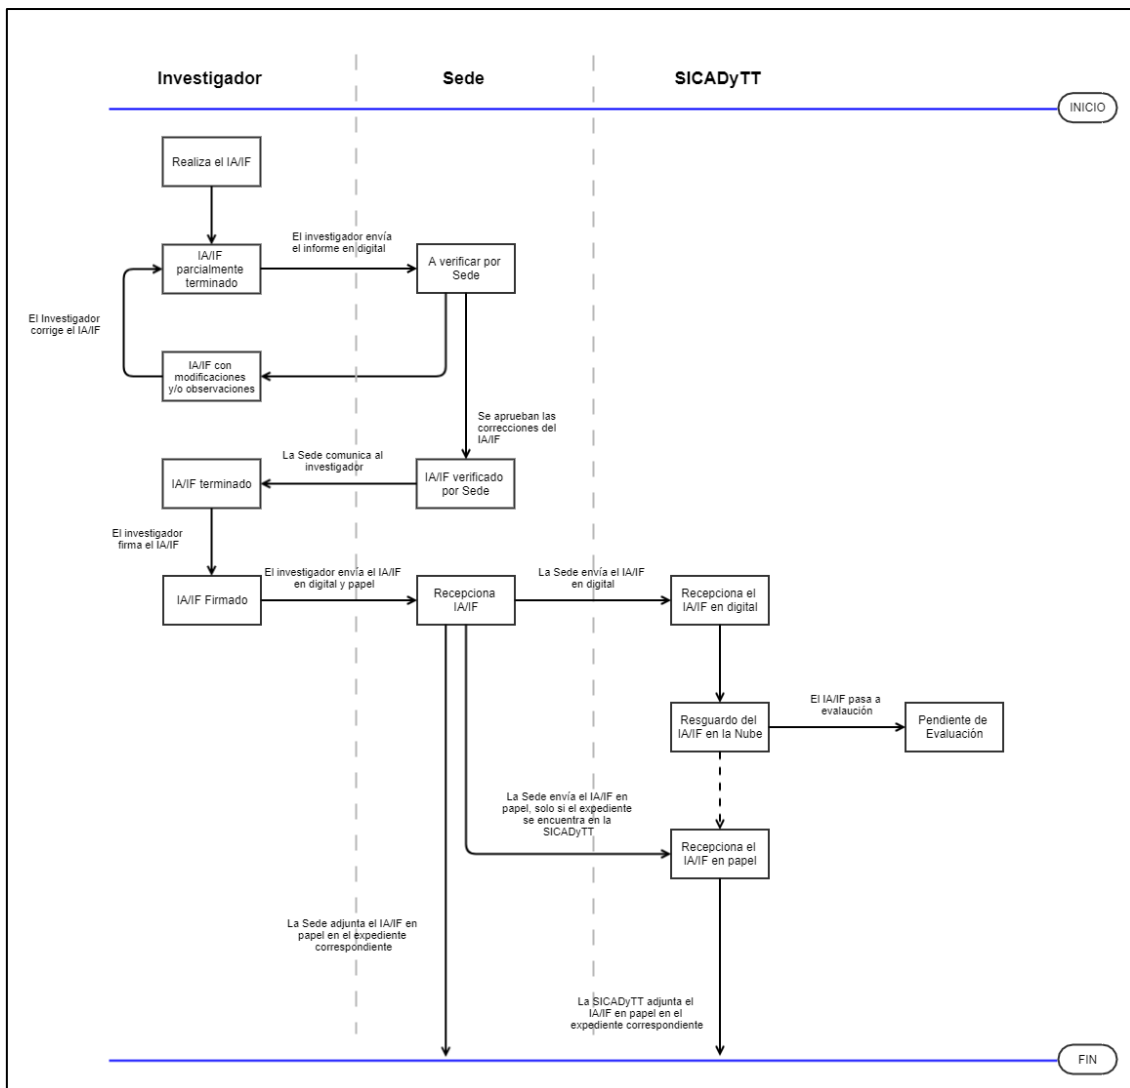 Investigador
Sede
SICADyTT
INICIO
Realiza el IA/IF
El investigador envía
el informe en digital
IA/IF
parcialmente
terminado
A verificar por
Sede
El Investigador
corrige el IA/IF
IA/IF con
modificaciones
y/o observaciones
Se aprueban las
correcciones del
IA/IF
La Sede comunica al
investigador
IA/IF terminado
IA/IF verificado
por Sede
El investigador
firma el IA/IF
El investigador envía el IA/IF
en digital y papel
La Sede envía el IA/IF
en digital
IA/IF Firmado
Recepciona
IA/IF
Recepciona el
IA/IF en digital
El IA/IF pasa a
evalaución
Resguardo del
IA/IF en la Nube
Pendiente de
Evaluación
La Sede envía el IA/IF en
papel, solo si el expediente
se encuentra en la
SICADyTT
Recepciona el
IA/IF en papel
La Sede adjunta el IA/IF en
papel en el expediente
correspondiente
La SICADyTT adjunta el
IA/IF en papel en el
expediente correspondiente
FIN